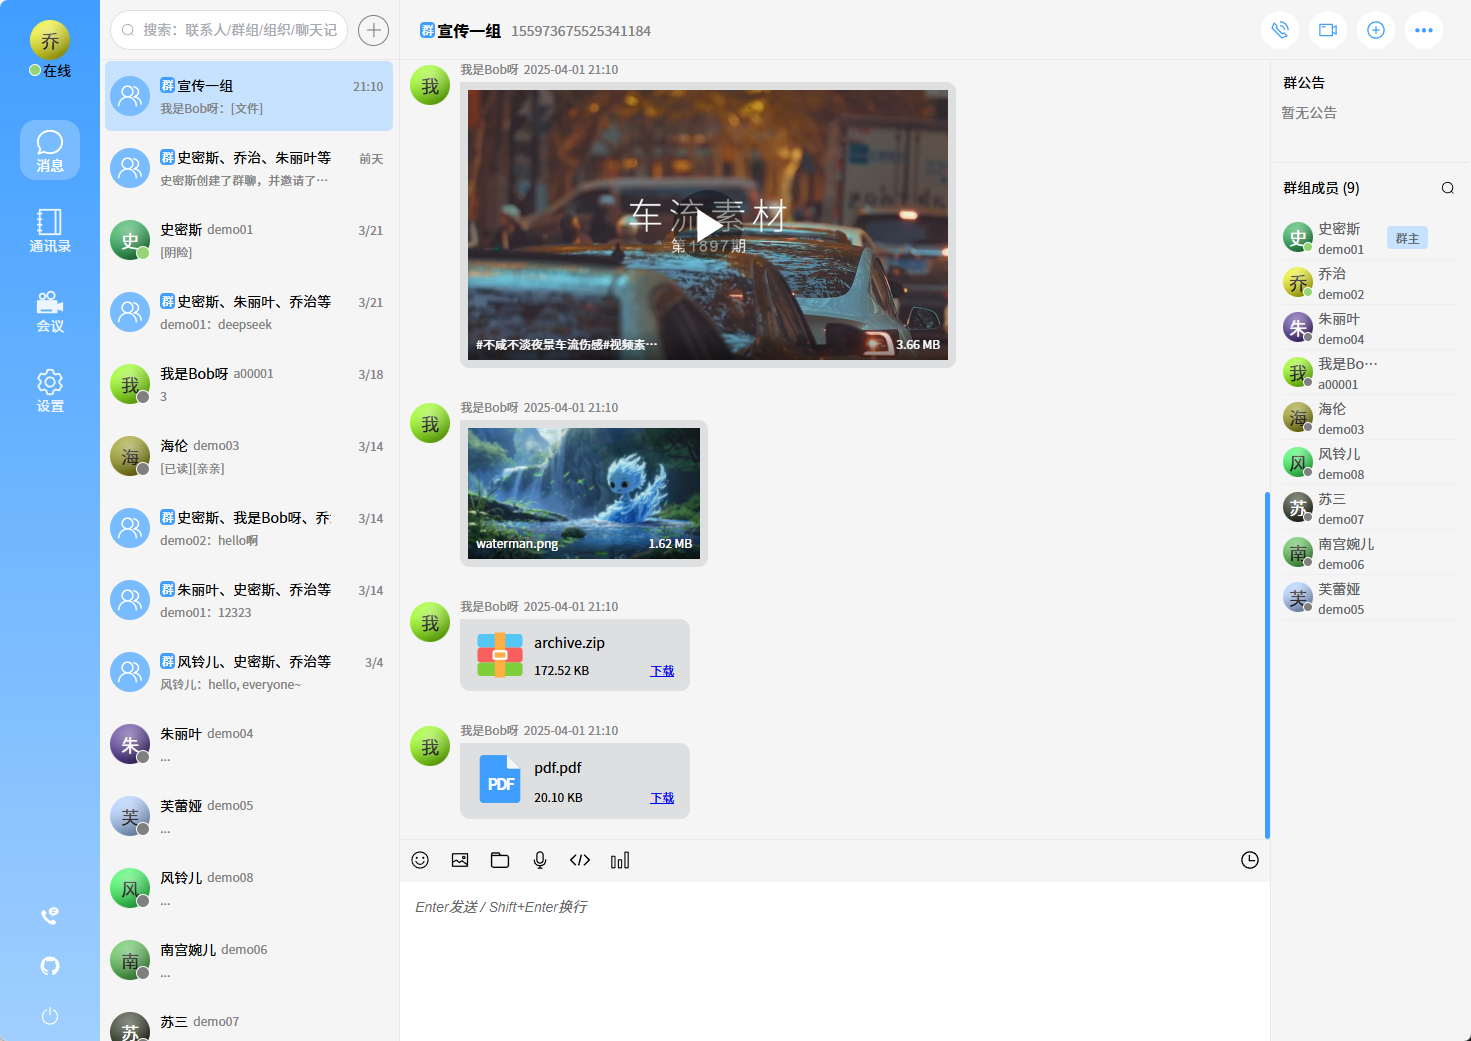 乔
在线
消息
通讯录
会议
设置
搜索：联系人/群组/组织/聊天记
群 宣传一组 21:10
我是Bob呀：[文件]
群 史密斯、乔治、朱丽叶等 前天
史密斯创建了群聊，并邀请了···
史 史密斯 demo01 3/21
[阴险]
群 史密斯、朱丽叶、乔治等 3/21
demo01：deepseek
我 我是Bob呀 a00001 3/18
3
海 海伦 demo03 3/14
[已读][亲亲]
群 史密斯、我是Bob呀、乔 3/14
demo02：hello啊
群 朱丽叶、史密斯、乔治等 3/14
demo01：12323
群 风铃儿、史密斯、乔治等 3/4
风铃儿：hello, everyone~
朱 朱丽叶 demo04
...
芙 芙蕾娅 demo05
...
风 风铃儿 demo08
...
南 南宫婉儿 demo06
...
苏 苏三 demo07
群 宣传一组 155973675525341184
我 我是Bob呀 2025-04-01 21:10
车流素材
第1897期
#不咸不淡夜景车流伤感#视频素··· 3.66 MB
我 我是Bob呀 2025-04-01 21:10
waterman.png 1.62 MB
我 我是Bob呀 2025-04-01 21:10
archive.zip
172.52 KB 下载
我 我是Bob呀 2025-04-01 21:10
PDF pdf.pdf
20.10 KB 下载
Enter发送 / Shift+Enter换行
群公告
暂无公告
群组成员 (9)
史 史密斯 群主
demo01
乔 乔治
demo02
朱 朱丽叶
demo04
我 我是Bo···
a00001
海 海伦
demo03
风 风铃儿
demo08
苏 苏三
demo07
南 南宫婉儿
demo06
芙 芙蕾娅
demo05